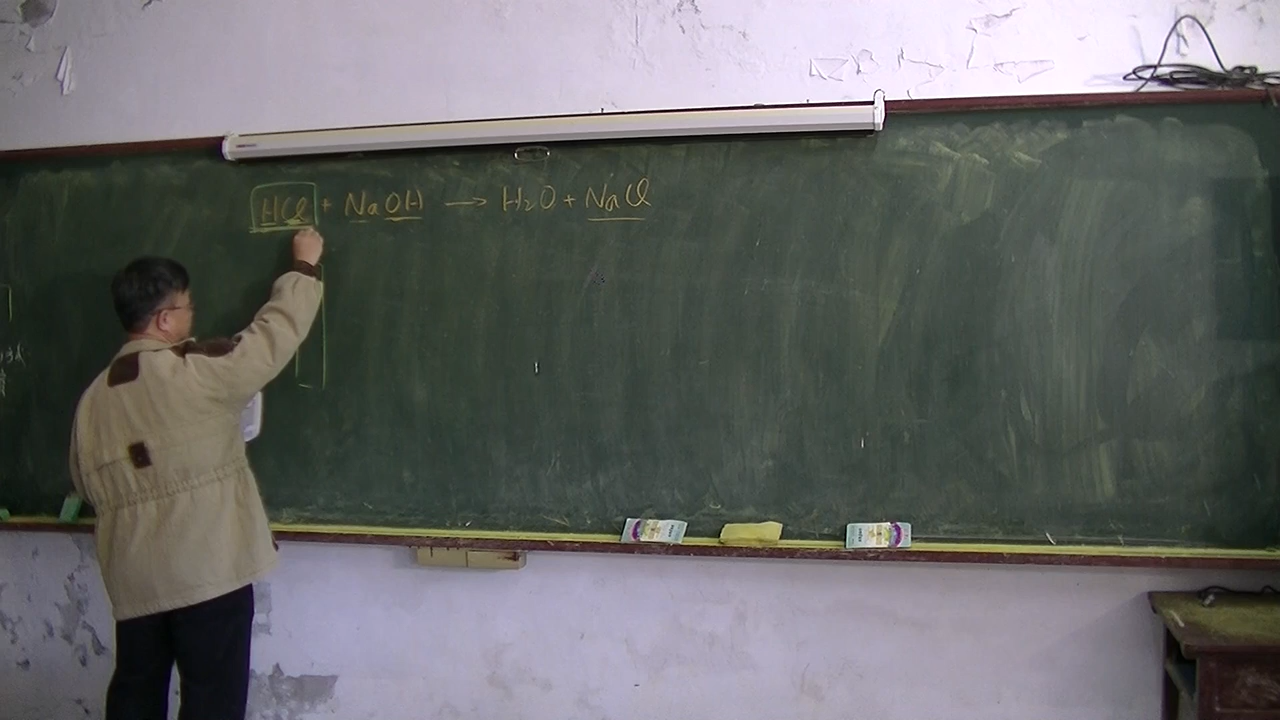 HCl + NaOH → H₂O + NaCl